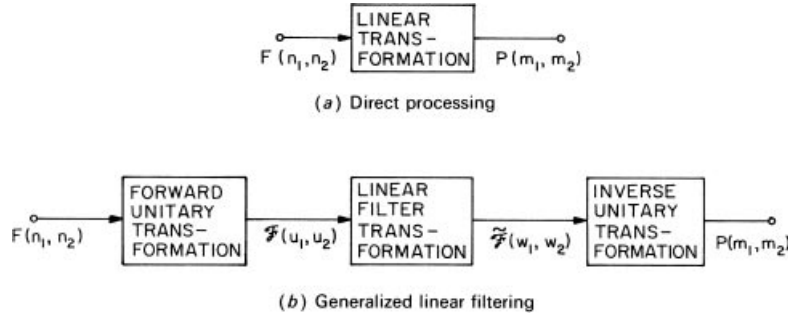 LINEAR
TRANS-
FORMATION
F(n₁,n₂)
P(m₁,m₂)
(a) Direct processing
FORWARD
UNITARY
TRANS-
FORMATION
LINEAR
FILTER
TRANS-
FORMATION
INVERSE
UNITARY
TRANS-
FORMATION
F(n₁,n₂)
ℱ(u₁,u₂)
ℱ̃(w₁,w₂)
P(m₁,m₂)
(b) Generalized linear filtering